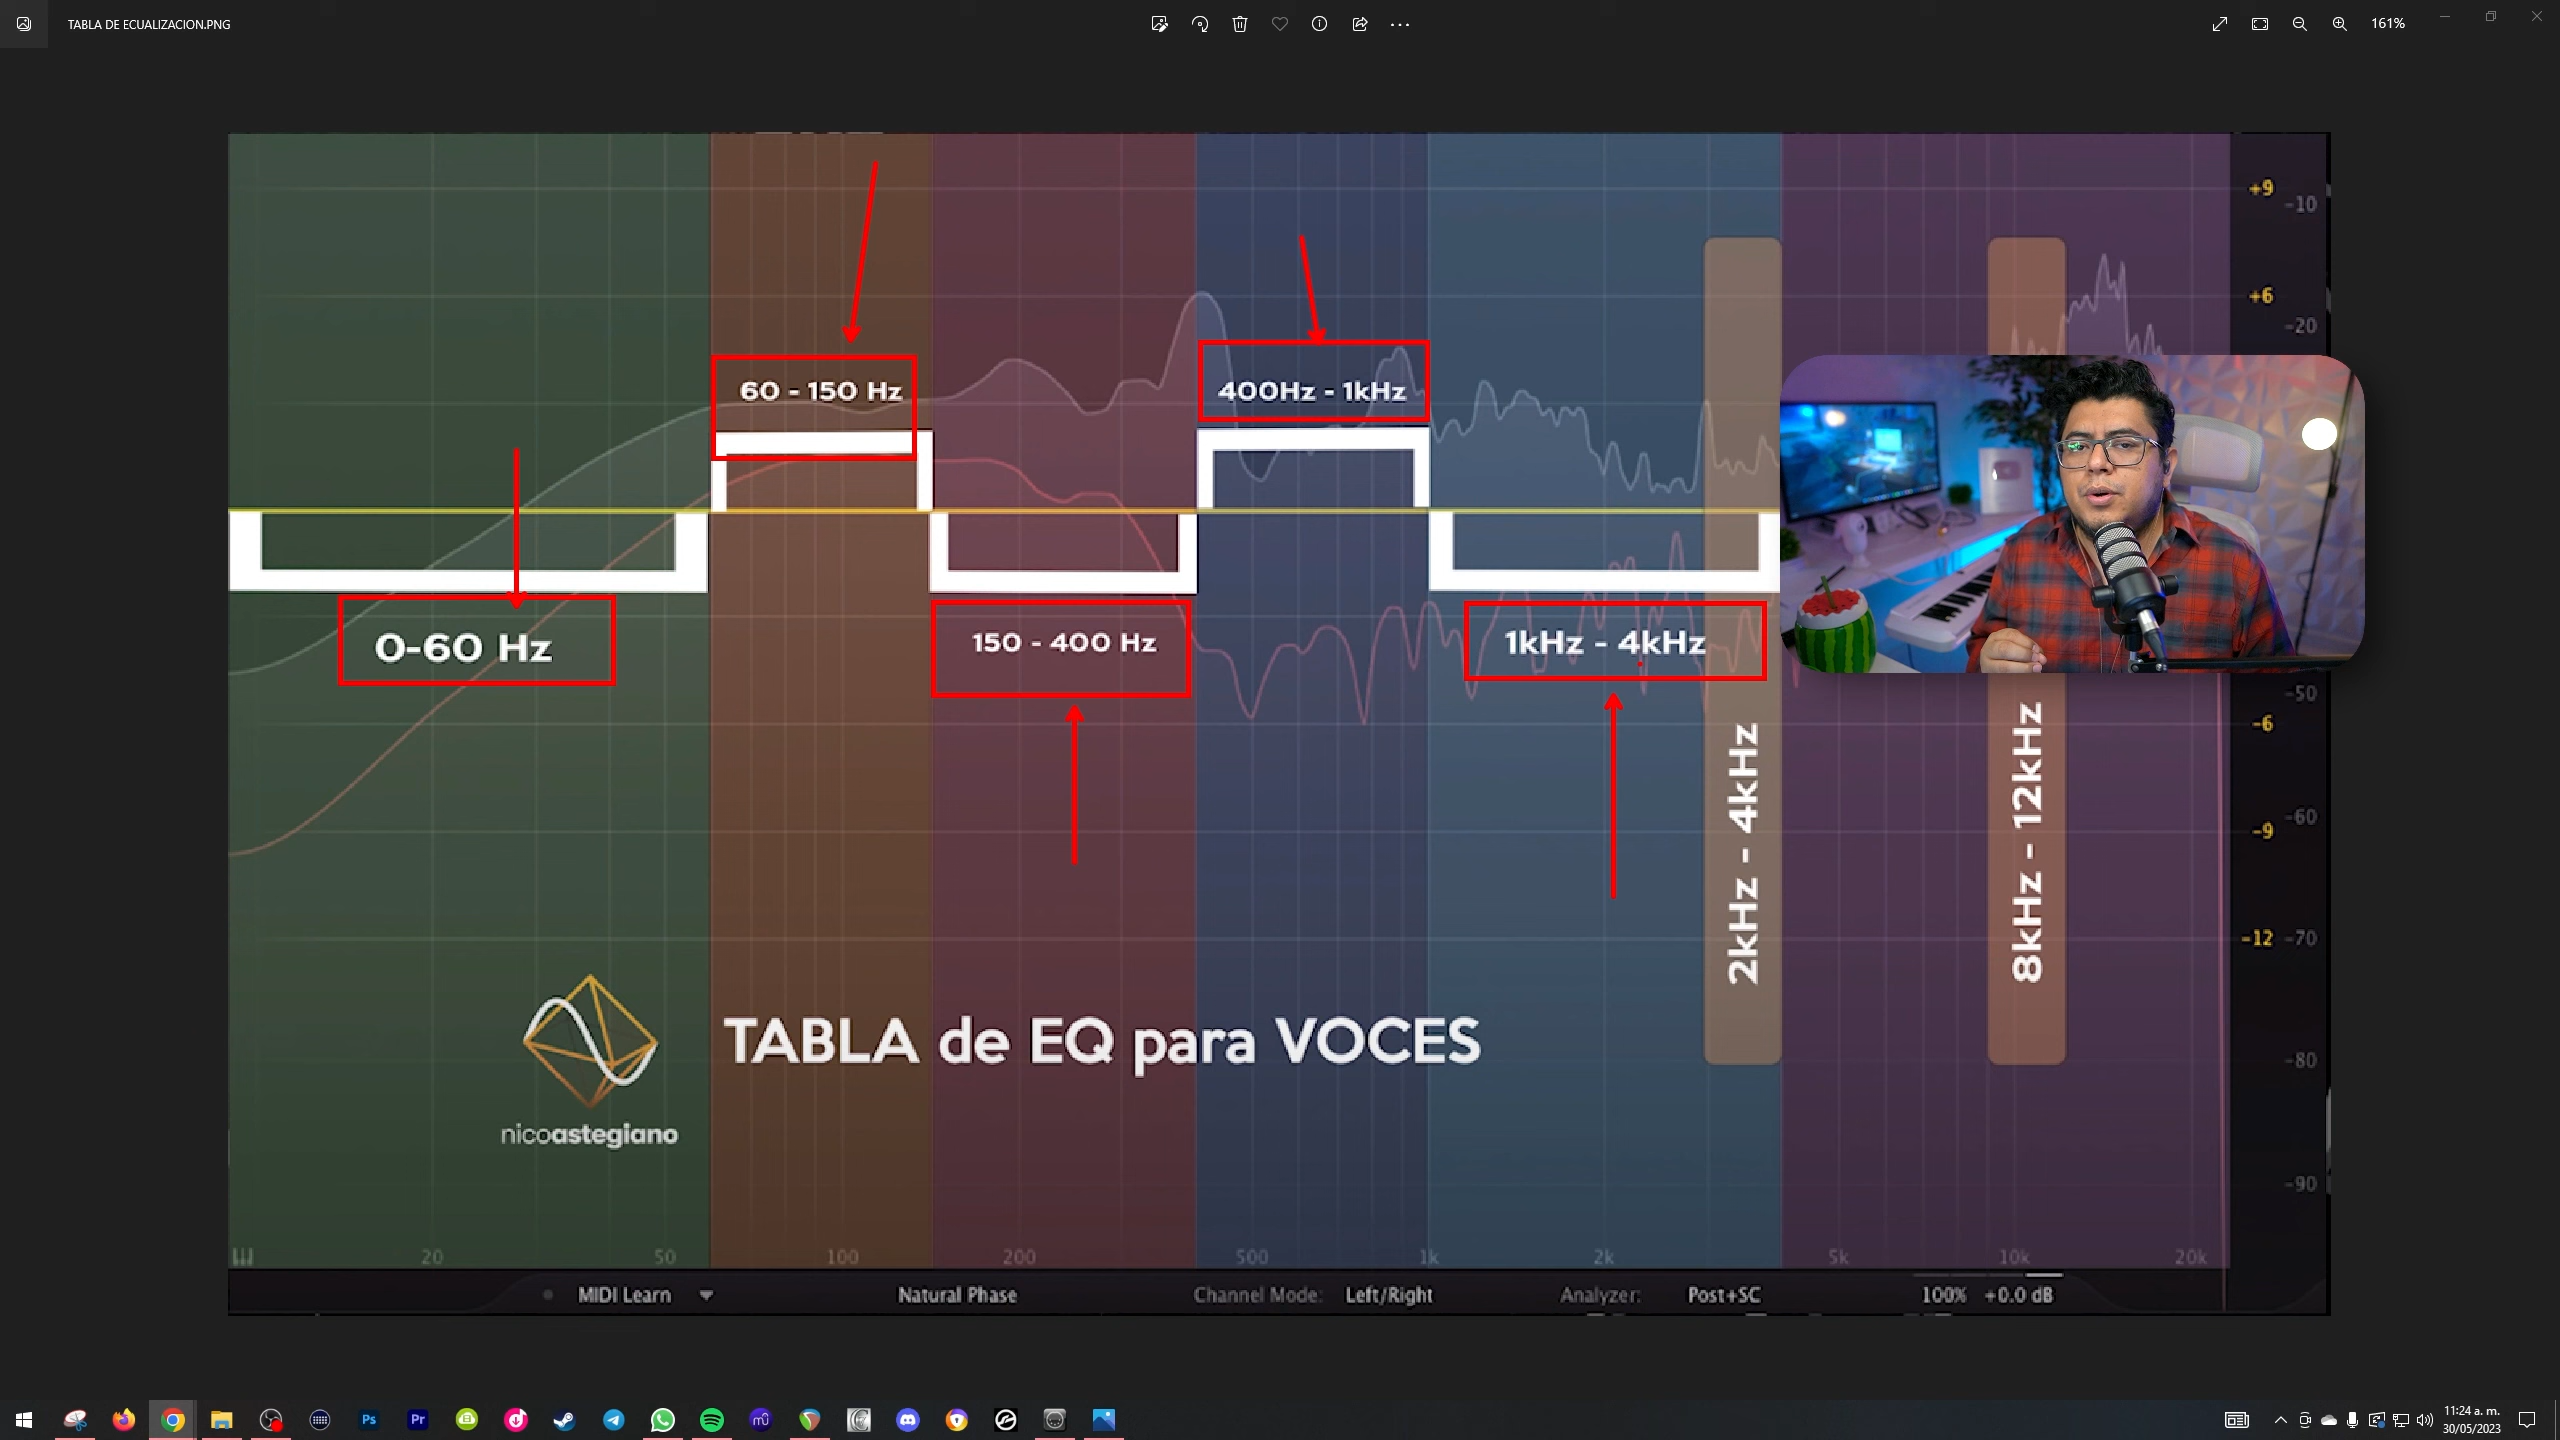 TABLA DE ECUALIZACION.PNG
161%
+9
-10
+6
-20
60 - 150 Hz
400Hz - 1kHz
0-60 Hz
150 - 400 Hz
1kHz - 4kHz
-50
-6
2kHz - 4kHz
8kHz - 12kHz
-60
-9
-12
-70
TABLA de EQ para VOCES
-80
nicoastegiano
-90
20
50
100
200
500
1k
2k
5k
10k
20k
MIDI Learn
Natural Phase
Channel Mode: Left/Right
Analyzer: Post+SC
100% +0.0 dB
Ps
Pr
11:24 a. m.
30/05/2023